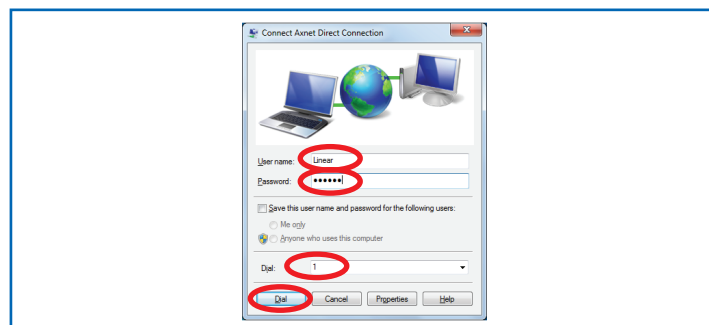 Connect Axnet Direct Connection
User name: Linear
Password: ••••••
Save this user name and password for the following users:
Me only
Anyone who uses this computer
Dial: 1
Dial Cancel Properties Help